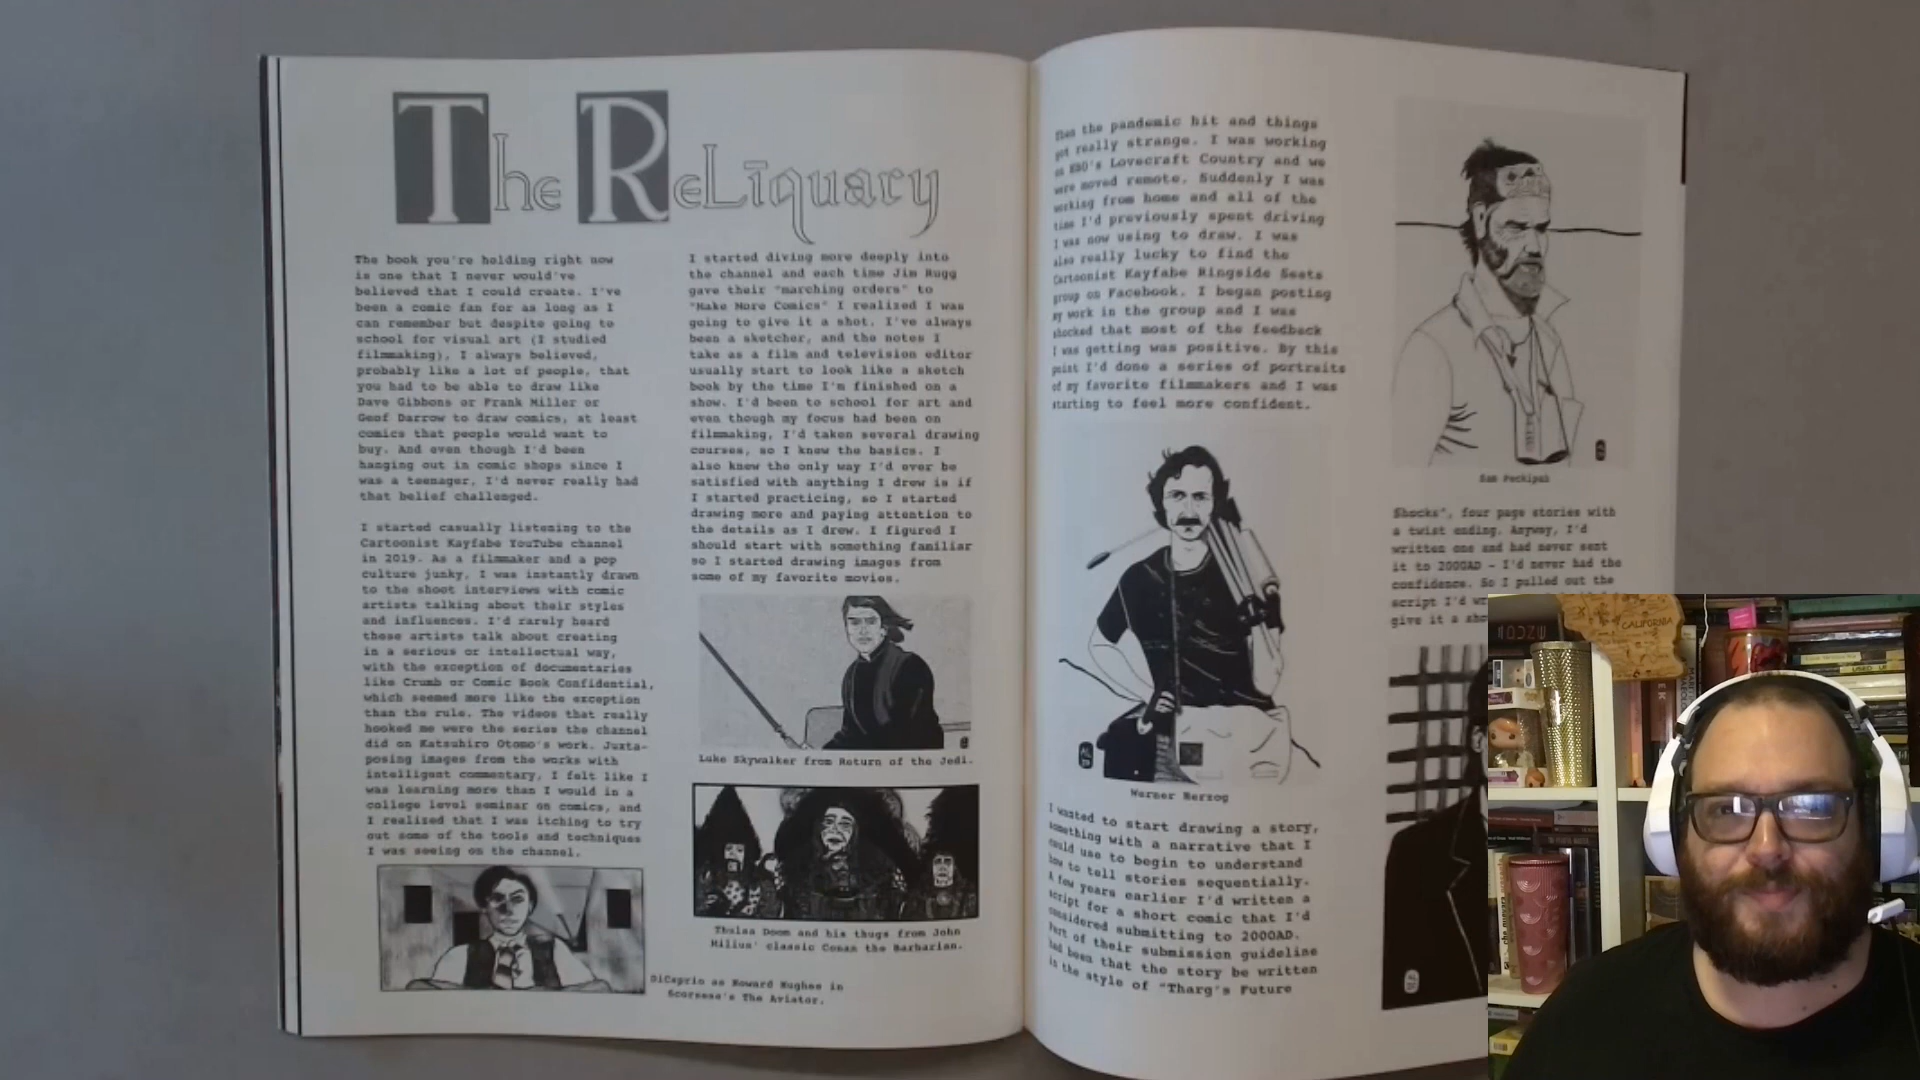 The Reliquary
The book you're holding right now
is one that I never would've
believed that I could create. I've
been a comic fan for as long as I
can remember but despite going to
school for visual art (I studied
filmmaking), I always believed,
probably like a lot of people, that
you had to be able to draw like
Dave Gibbons or Frank Miller or
Geof Darrow to draw comics, at least
comics that people would want to
buy. And even though I'd been
hanging out in comic shops since I
was a teenager, I'd never really had
that belief challenged.
I started casually listening to the
Cartoonist Kayfabe YouTube channel
in 2019. As a filmmaker and a pop
culture junky, I was instantly drawn
to the shoot interviews with comic
artists talking about their styles
and influences. I'd rarely heard
these artists talk about creating
in a serious or intellectual way,
with the exception of documentaries
like Crumb or Comic Book Confidential,
which seemed more like the exception
than the rule. The videos that really
hooked me were the series the channel
did on Katsuhiro Otomo's work. Juxta-
posing images from the works with
intelligent commentary, I felt like I
was learning more than I would in a
college level seminar on comics, and
I realized that I was itching to try
out some of the tools and techniques
I was seeing on the channel.
DiCaprio as Howard Hughes in
Scorsese's The Aviator.
I started diving more deeply into
the channel and each time Jim Rugg
gave their "marching orders" to
"Make More Comics" I realized I was
going to give it a shot. I've always
been a sketcher, and the notes I
take as a film and television editor
usually start to look like a sketch
book by the time I'm finished on a
show. I'd been to school for art and
even though my focus had been on
filmmaking, I'd taken several drawing
courses, so I knew the basics. I
also knew the only way I'd ever be
satisfied with anything I drew is if
I started practicing, so I started
drawing more and paying attention to
the details as I drew. I figured I
should start with something familiar
so I started drawing images from
some of my favorite movies.
Luke Skywalker from Return of the Jedi.
Thulsa Doom and his thugs from John
Milius' classic Conan the Barbarian.
Then the pandemic hit and things
got really strange. I was working
on HBO's Lovecraft Country and we
were moved remote. Suddenly I was
working from home and all of the
time I'd previously spent driving
I was now using to draw. I was
also really lucky to find the
Cartoonist Kayfabe Ringside Seats
group on Facebook. I began posting
my work in the group and I was
shocked that most of the feedback
I was getting was positive. By this
point I'd done a series of portraits
of my favorite filmmakers and I was
starting to feel more confident.
Werner Herzog
I wanted to start drawing a story,
something with a narrative that I
could use to begin to understand
how to tell stories sequentially.
A few years earlier I'd written a
script for a short comic that I'd
considered submitting to 2000AD.
Part of their submission guideline
had been that the story be written
in the style of "Tharg's Future
Sam Peckipah
Shocks", four page stories with
a twist ending. Anyway, I'd
written one and had never sent
it to 2000AD - I'd never had the
confidence. So I pulled out the
script I'd
give it a
CALIFORNIA